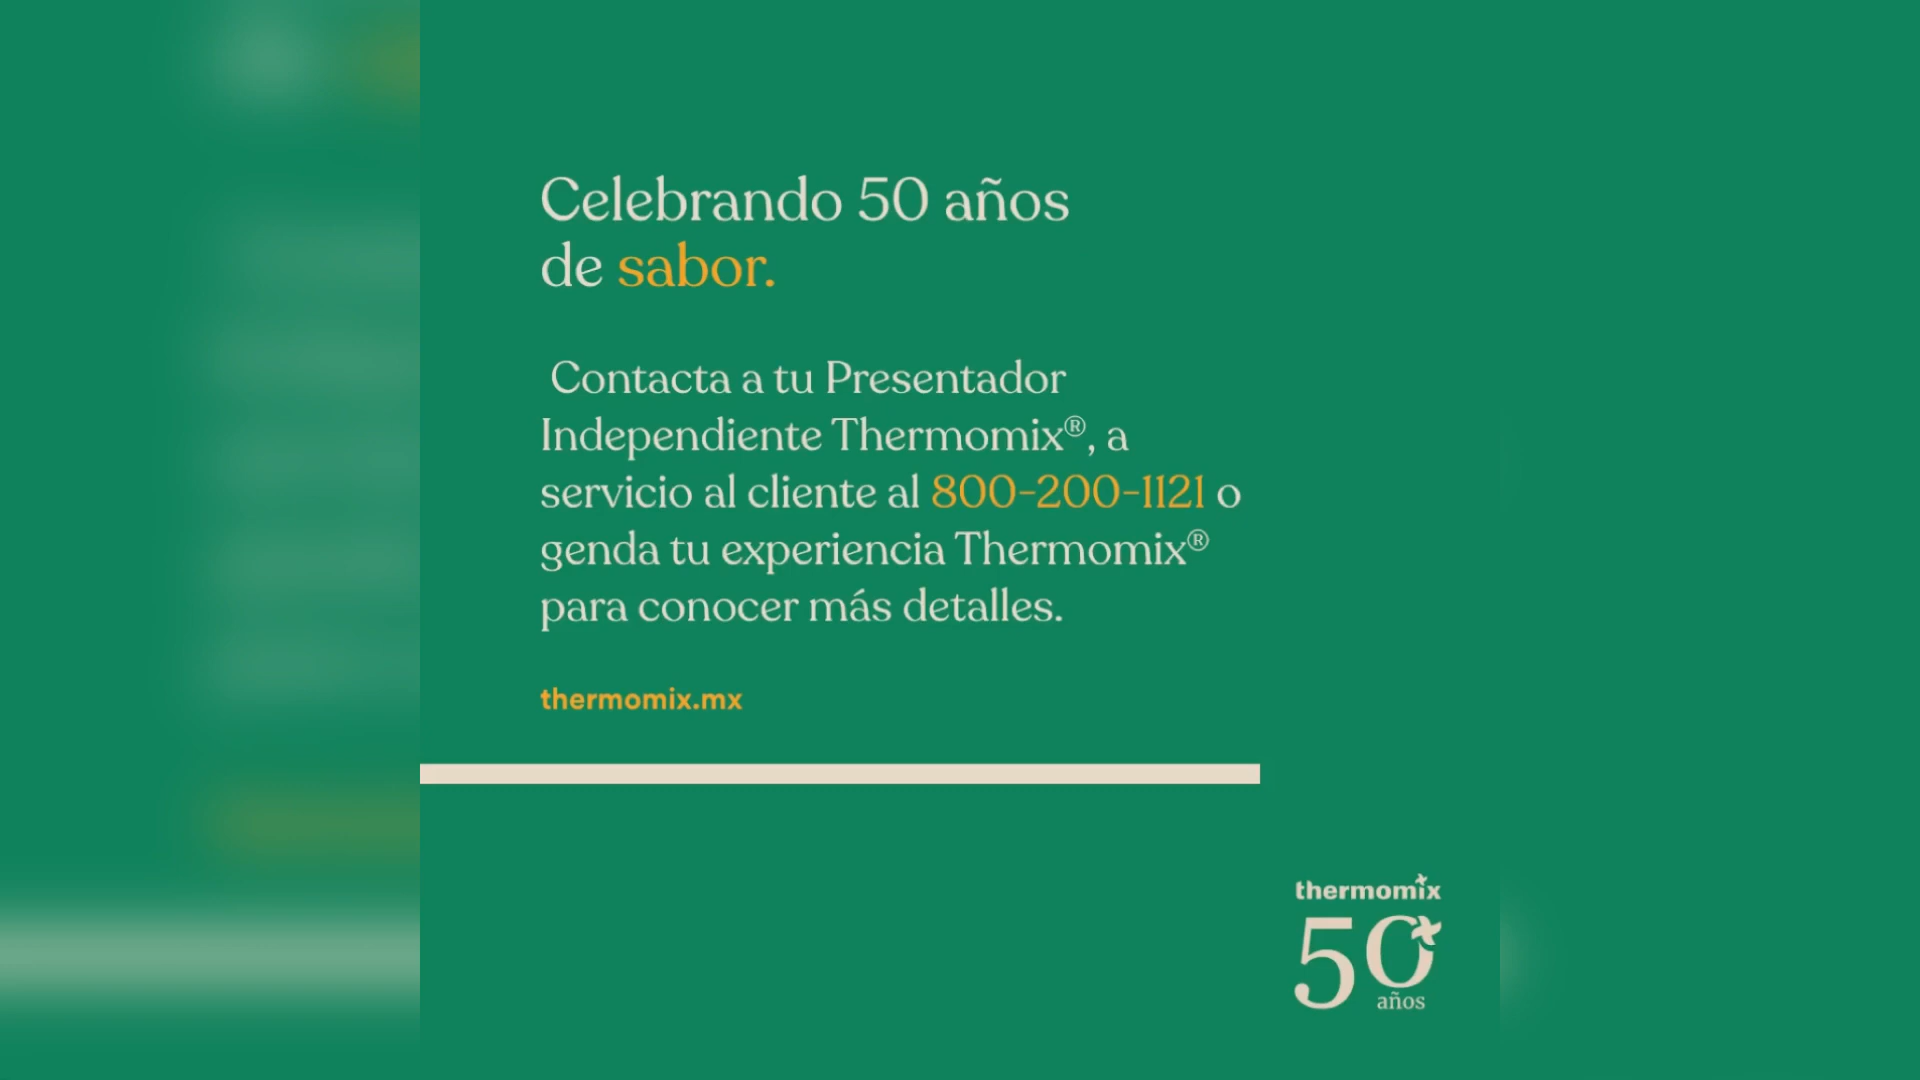 Celebrando 50 años
de sabor.
Contacta a tu Presentador
Independiente Thermomix®, a
servicio al cliente al 800-200-1121 o
genda tu experiencia Thermomix®
para conocer más detalles.
thermomix.mx
thermomix
50
años